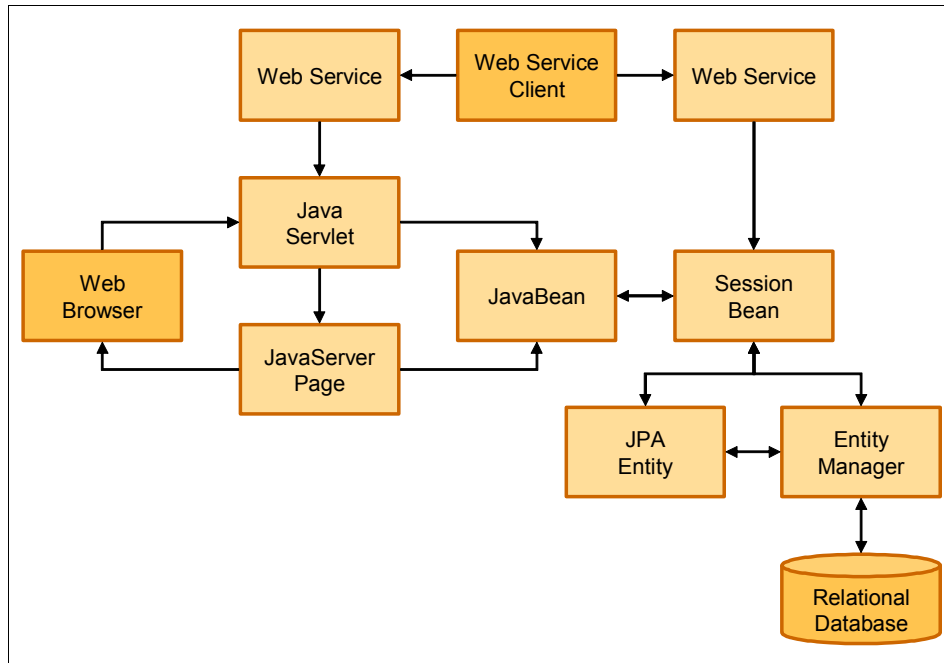 Web Service
Web Service
Client
Web Service
Java
Servlet
Web
Browser
JavaBean
Session
Bean
JavaServer
Page
JPA
Entity
Entity
Manager
Relational
Database